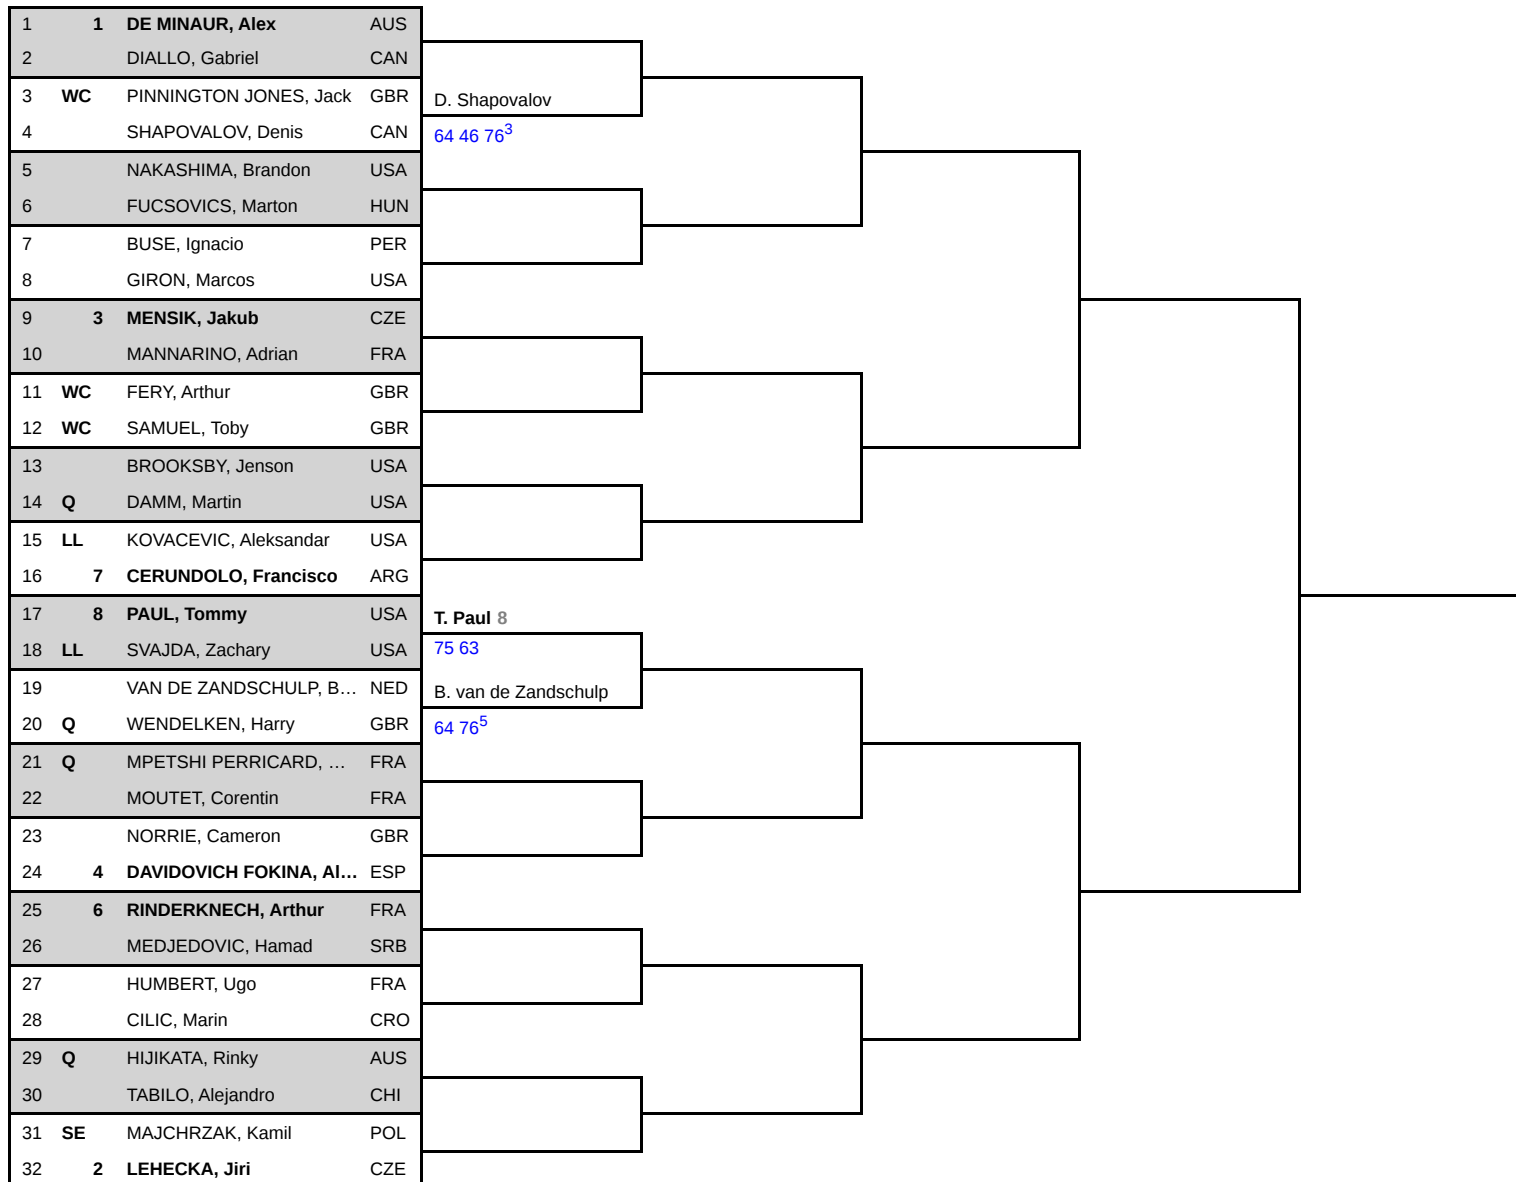 1 1 DE MINAUR, Alex AUS
2 DIALLO, Gabriel CAN
3 WC PINNINGTON JONES, Jack GBR
D. Shapovalov
4 SHAPOVALOV, Denis CAN
64 46 76³
5 NAKASHIMA, Brandon USA
6 FUCSOVICS, Marton HUN
7 BUSE, Ignacio PER
8 GIRON, Marcos USA
9 3 MENSIK, Jakub CZE
10 MANNARINO, Adrian FRA
11 WC FERY, Arthur GBR
12 WC SAMUEL, Toby GBR
13 BROOKSBY, Jenson USA
14 Q DAMM, Martin USA
15 LL KOVACEVIC, Aleksandar USA
16 7 CERUNDOLO, Francisco ARG
17 8 PAUL, Tommy USA
T. Paul 8
18 LL SVAJDA, Zachary USA
75 63
19 VAN DE ZANDSCHULP, B... NED
B. van de Zandschulp
20 Q WENDELKEN, Harry GBR
64 76⁵
21 Q MPETSHI PERRICARD, ... FRA
22 MOUTET, Corentin FRA
23 NORRIE, Cameron GBR
24 4 DAVIDOVICH FOKINA, Al... ESP
25 6 RINDERKNECH, Arthur FRA
26 MEDJEDOVIC, Hamad SRB
27 HUMBERT, Ugo FRA
28 CILIC, Marin CRO
29 Q HIJIKATA, Rinky AUS
30 TABILO, Alejandro CHI
31 SE MAJCHRZAK, Kamil POL
32 2 LEHECKA, Jiri CZE